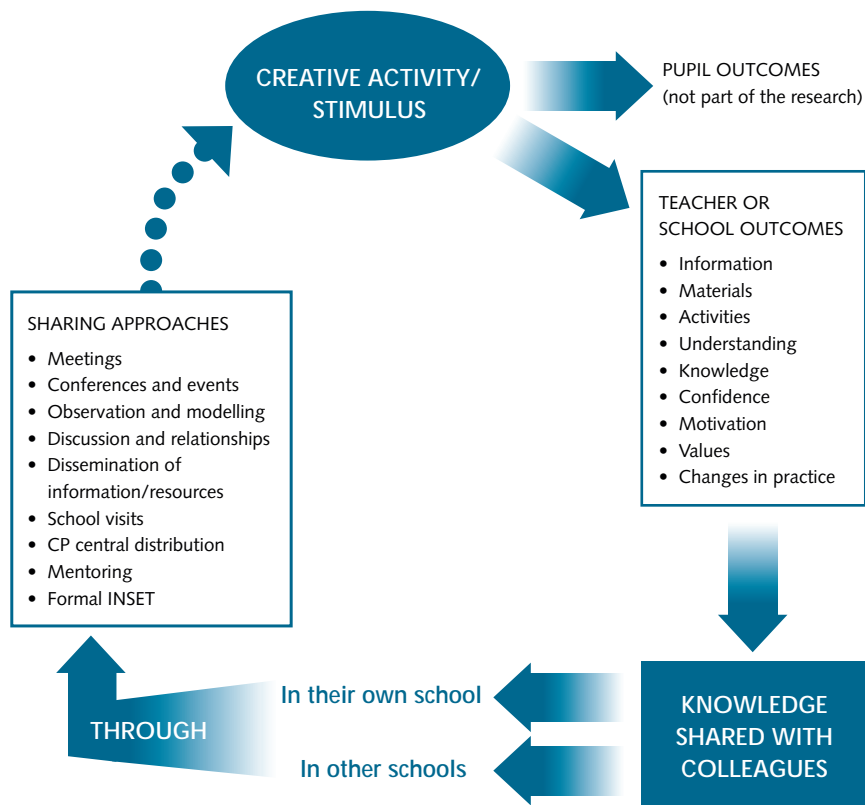 CREATIVE ACTIVITY/
STIMULUS
PUPIL OUTCOMES
(not part of the research)
TEACHER OR
SCHOOL OUTCOMES
• Information
• Materials
• Activities
• Understanding
• Knowledge
• Confidence
• Motivation
• Values
• Changes in practice
KNOWLEDGE
SHARED WITH
COLLEAGUES
In their own school
In other schools
THROUGH
SHARING APPROACHES
• Meetings
• Conferences and events
• Observation and modelling
• Discussion and relationships
• Dissemination of
information/resources
• School visits
• CP central distribution
• Mentoring
• Formal INSET